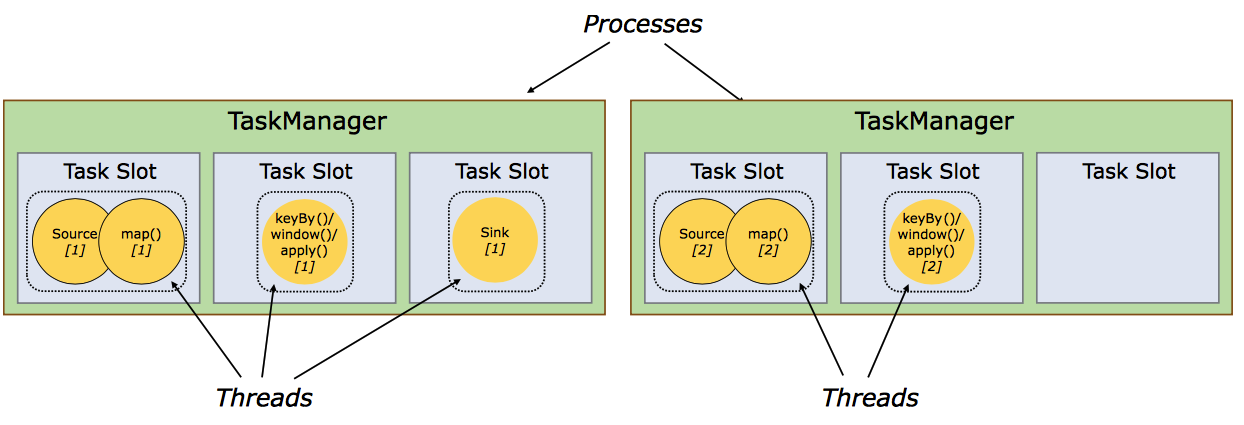 Processes
TaskManager
Task Slot
Source
[1]
map()
[1]
Task Slot
keyBy()/
window()/
apply()
[1]
Task Slot
Sink
[1]
TaskManager
Task Slot
Source
[2]
map()
[2]
Task Slot
keyBy()/
window()/
apply()
[2]
Task Slot
Threads
Threads